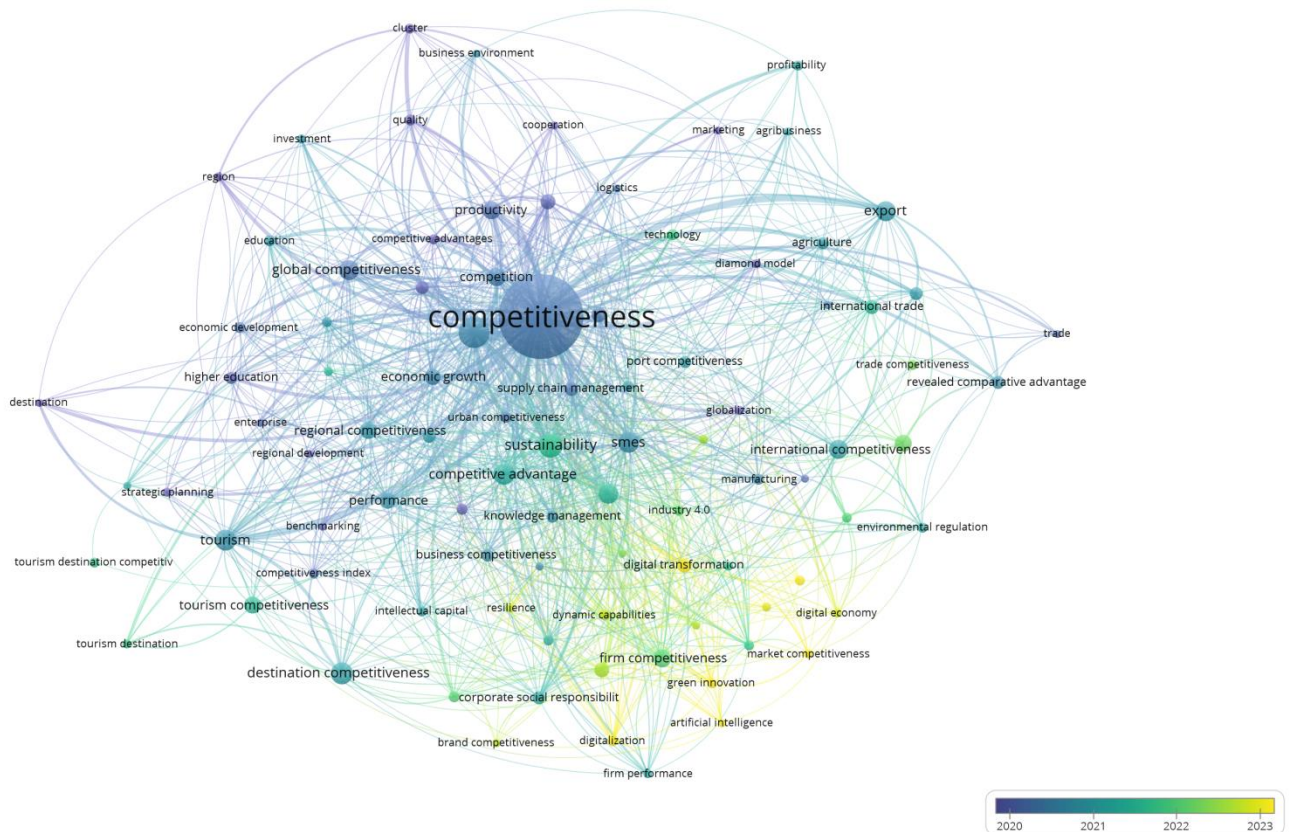 cluster
business environment
profitability
quality
cooperation
marketing
agribusiness
investment
region
logistics
productivity
export
technology
education
competitive advantages
agriculture
diamond model
global competitiveness
competition
international trade
competitiveness
economic development
trade
port competitiveness
trade competitiveness
higher education
economic growth
supply chain management
revealed comparative advantage
destination
globalization
enterprise
urban competitiveness
regional competitiveness
sustainability
smes
regional development
international competitiveness
competitive advantage
manufacturing
strategic planning
performance
industry 4.0
knowledge management
benchmarking
environmental regulation
tourism
business competitiveness
tourism destination competitiv
digital transformation
competitiveness index
tourism competitiveness
intellectual capital
resilience
dynamic capabilities
digital economy
tourism destination
firm competitiveness
market competitiveness
destination competitiveness
green innovation
corporate social responsibilit
artificial intelligence
brand competitiveness
digitalization
firm performance
2020 2021 2022 2023